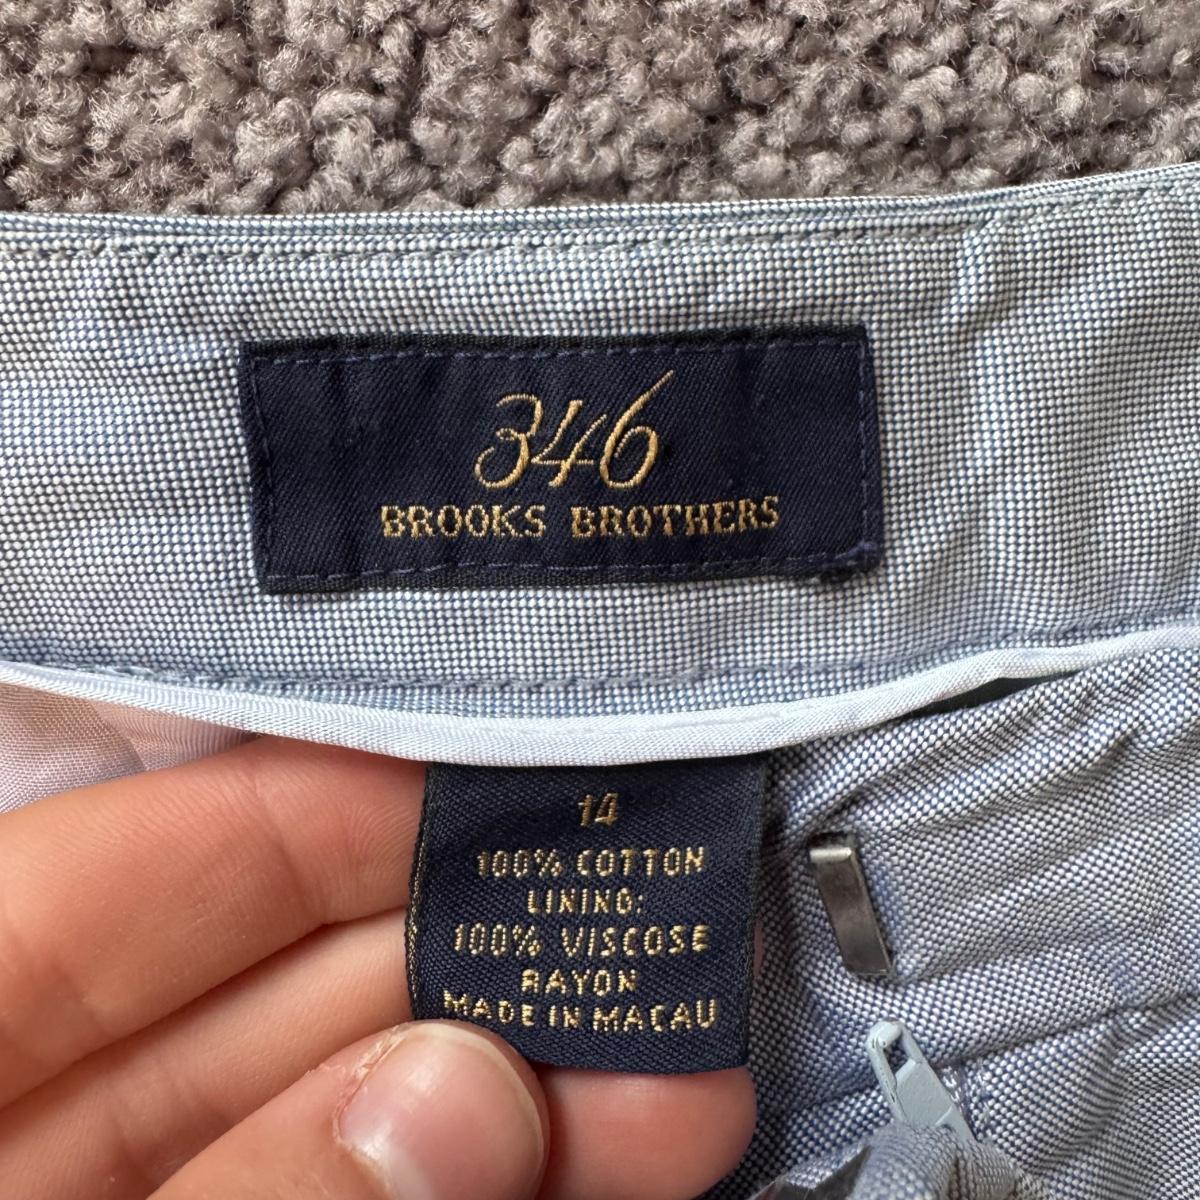 346
BROOKS BROTHERS
14
100% COTTON
LINING:
100% VISCOSE
RAYON
MADE IN MACAU